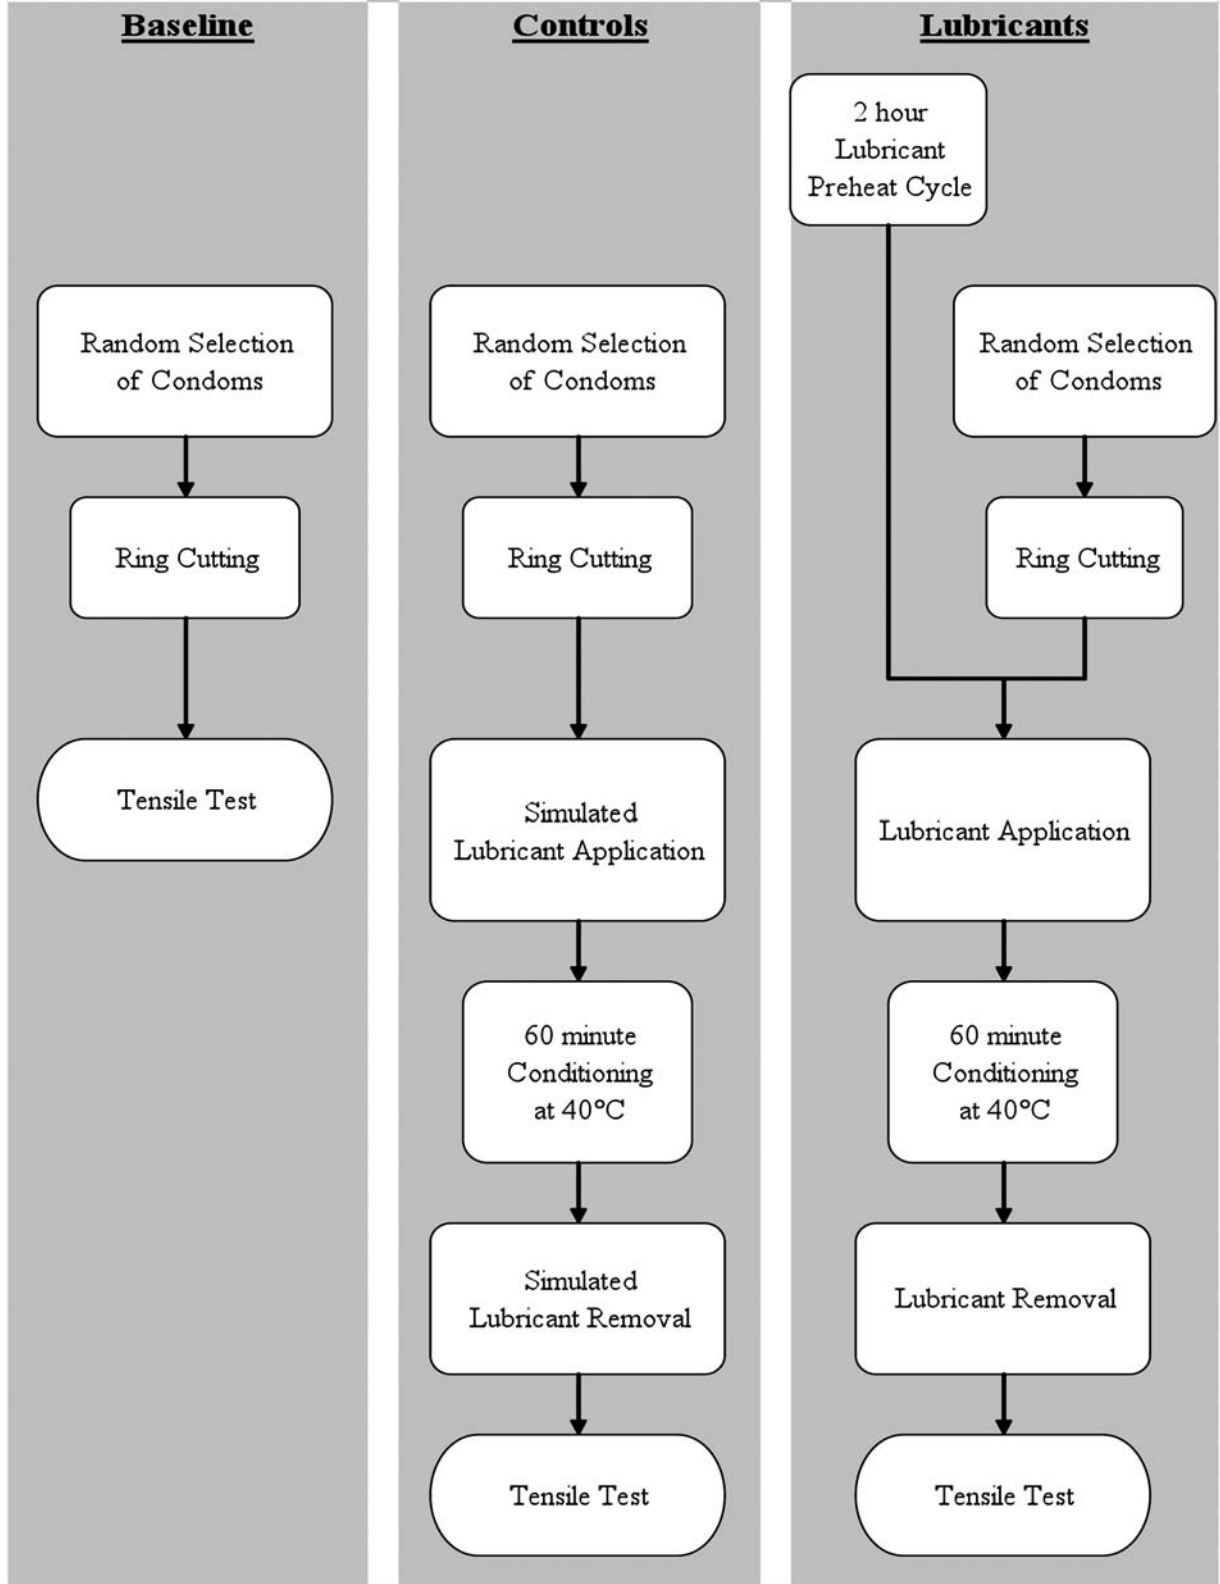 Baseline
Random Selection
of Condoms
Ring Cutting
Tensile Test
Controls
Random Selection
of Condoms
Ring Cutting
Simulated
Lubricant Application
60 minute
Conditioning
at 40°C
Simulated
Lubricant Removal
Tensile Test
Lubricants
2 hour
Lubricant
Preheat Cycle
Random Selection
of Condoms
Ring Cutting
Lubricant Application
60 minute
Conditioning
at 40°C
Lubricant Removal
Tensile Test